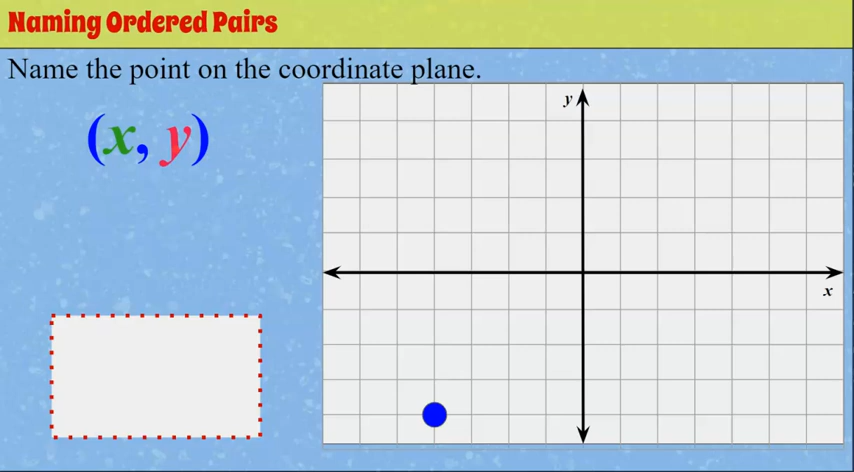 Naming Ordered Pairs
Name the point on the coordinate plane.
(x, y)
y
x